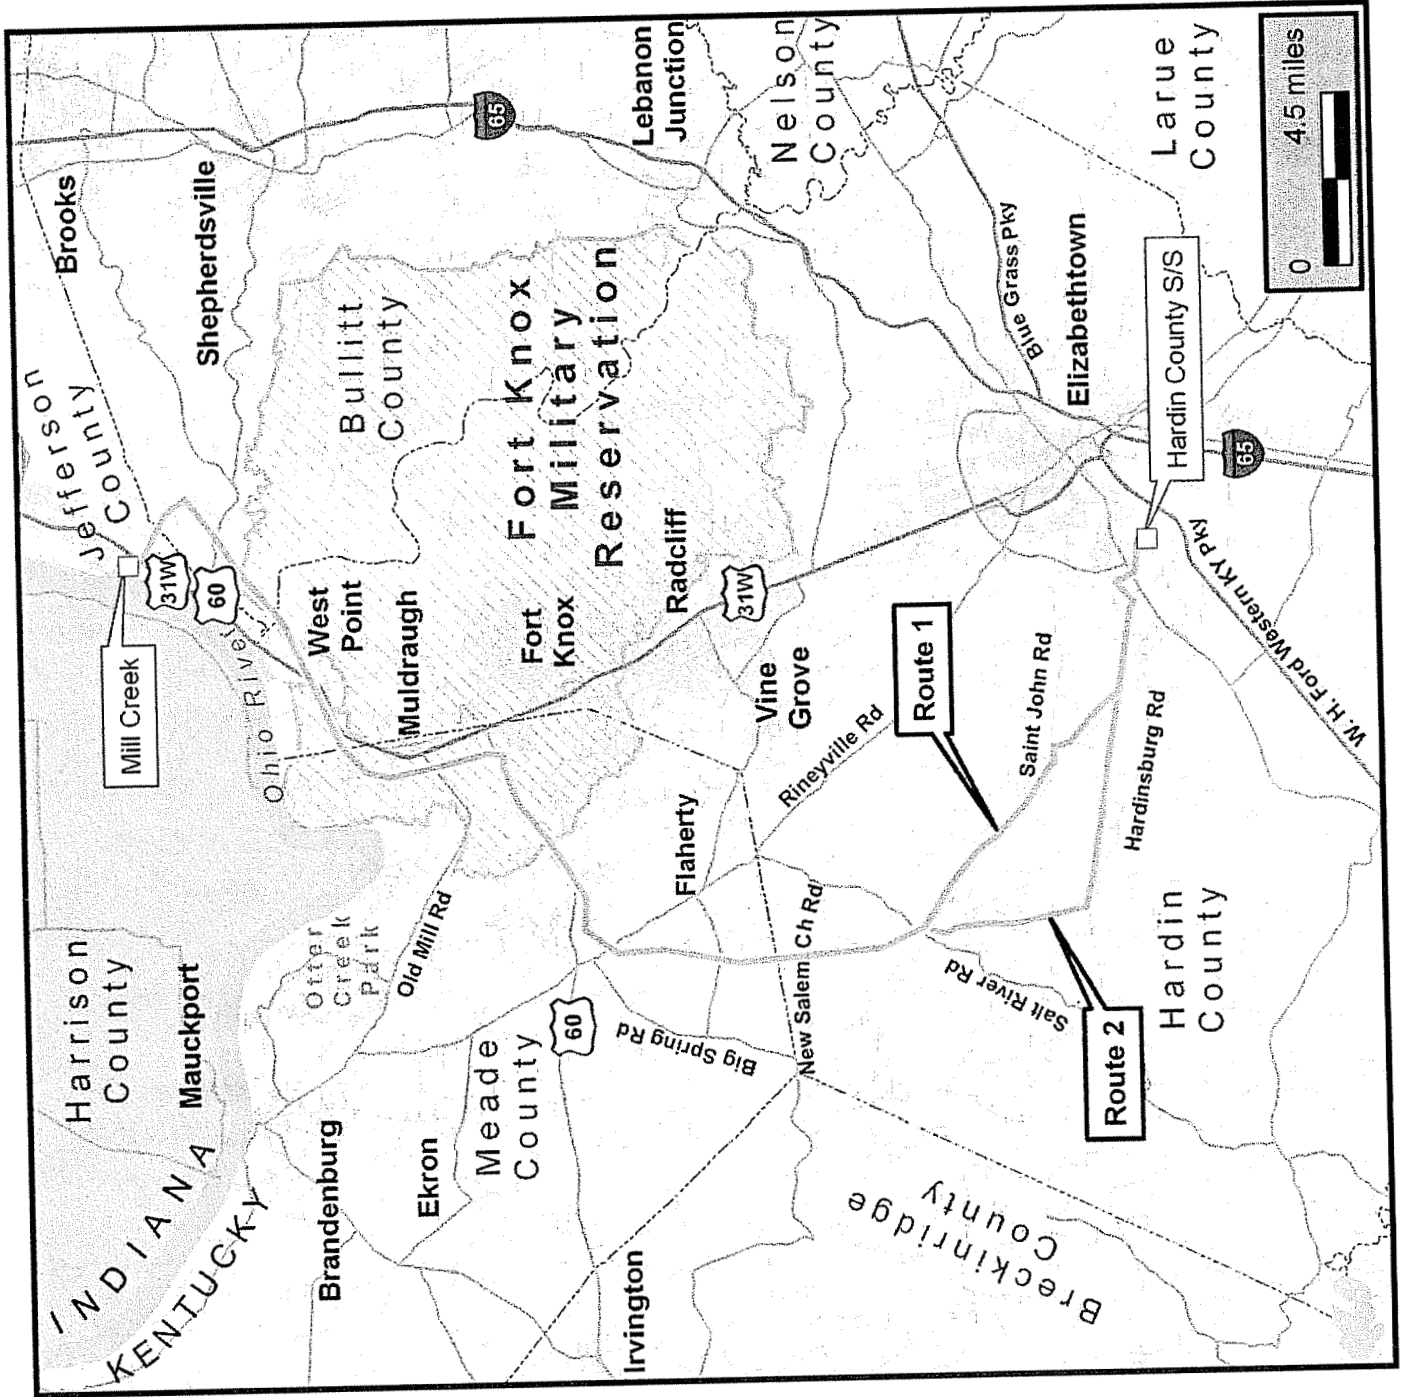 INDIANA
KENTUCKY
Harrison
County
Mauckport
Brandenburg
Ekron
Meade
County
Irvington
Breckinridge
County
Otter
Creek
Park
Old Mill Rd
60
Big Spring Rd
New Salem Ch Rd
Salt River Rd
Route 2
Hardin
County
Flaherty
Rineyville Rd
Vine
Grove
Route 1
Saint John Rd
Hardinsburg Rd
W. H. Ford Western KY Pky
Mill Creek
Ohio River
31W
60
West
Point
Muldraugh
Fort
Knox
Radcliff
31W
Jefferson
County
Brooks
Shepherdsville
Bullitt
County
Fort Knox
Military
Reservation
65
Lebanon
Junction
Nelson
County
Blue Grass Pky
Elizabethtown
Hardin County S/S
65
Larue
County
0 4.5 miles